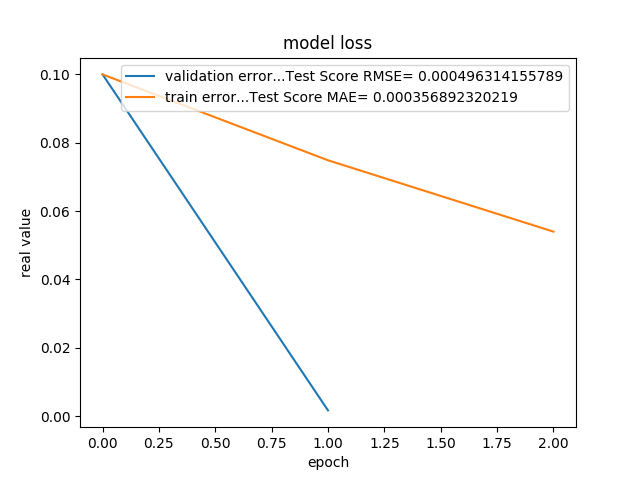 model loss
validation error...Test Score RMSE= 0.000496314155789
train error...Test Score MAE= 0.000356892320219
0.10
0.08
0.06
0.04
0.02
0.00
real value
0.00 0.25 0.50 0.75 1.00 1.25 1.50 1.75 2.00
epoch